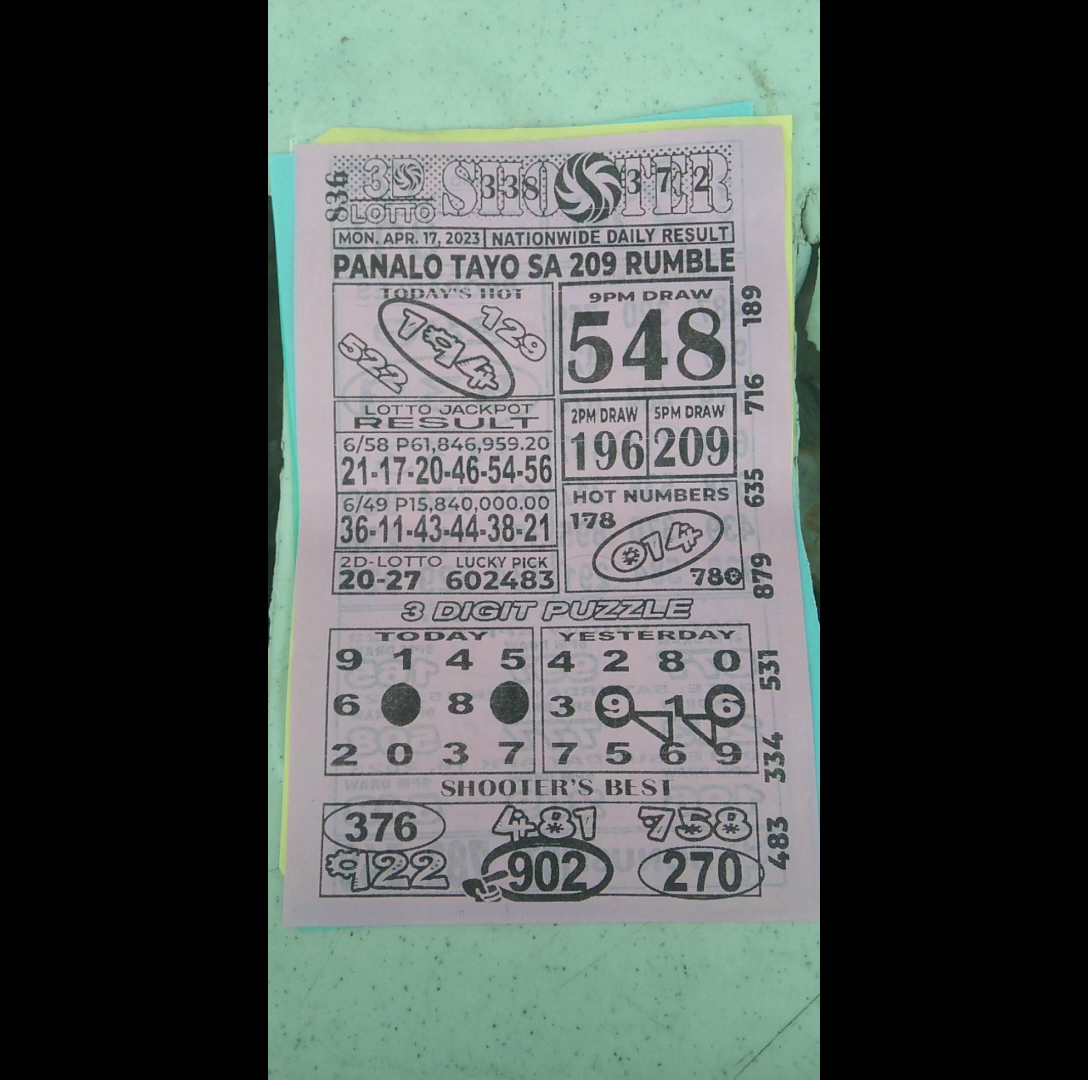 836
3D LOTTO
SHOOTER
338
372
MON. APR. 17, 2023 NATIONWIDE DAILY RESULT
PANALO TAYO SA 209 RUMBLE
TODAY'S HOT
194
129
522
9PM DRAW
548
LOTTO JACKPOT
RESULT
6/58 P61,846,959.20
21-17-20-46-54-56
6/49 P15,840,000.00
36-11-43-44-38-21
2D-LOTTO LUCKY PICK
20-27 602483
2PM DRAW 5PM DRAW
196 209
HOT NUMBERS
178
014
780
189
716
635
879
531
334
483
3 DIGIT PUZZLE
TODAY
9 1 4 5
6 8
2 0 3 7
YESTERDAY
4 2 8 0
3 9 1 6
7 5 6 9
SHOOTER'S BEST
376 481 758
922 902 270